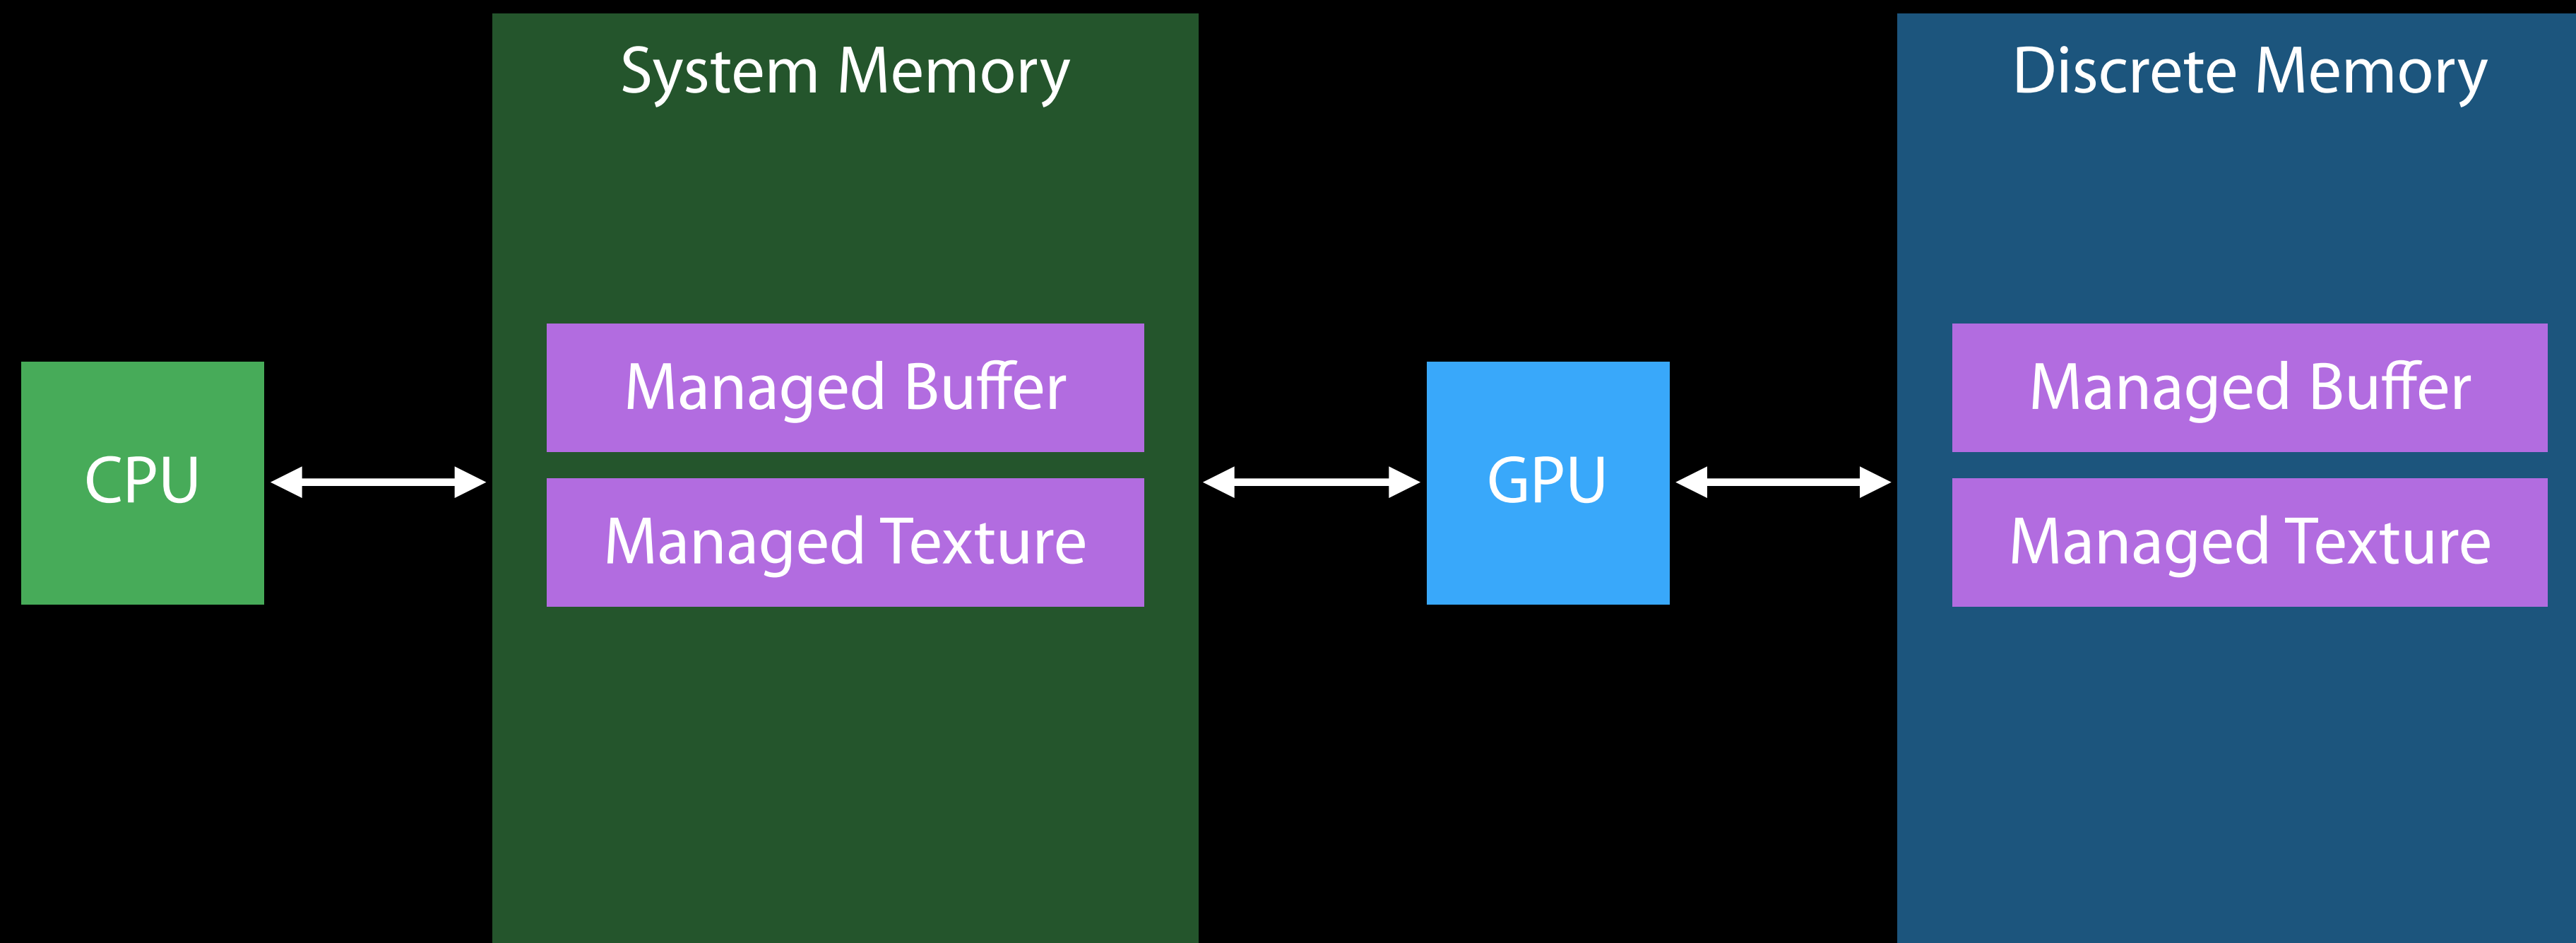 System Memory
Discrete Memory
CPU
Managed Buffer
Managed Texture
GPU
Managed Buffer
Managed Texture